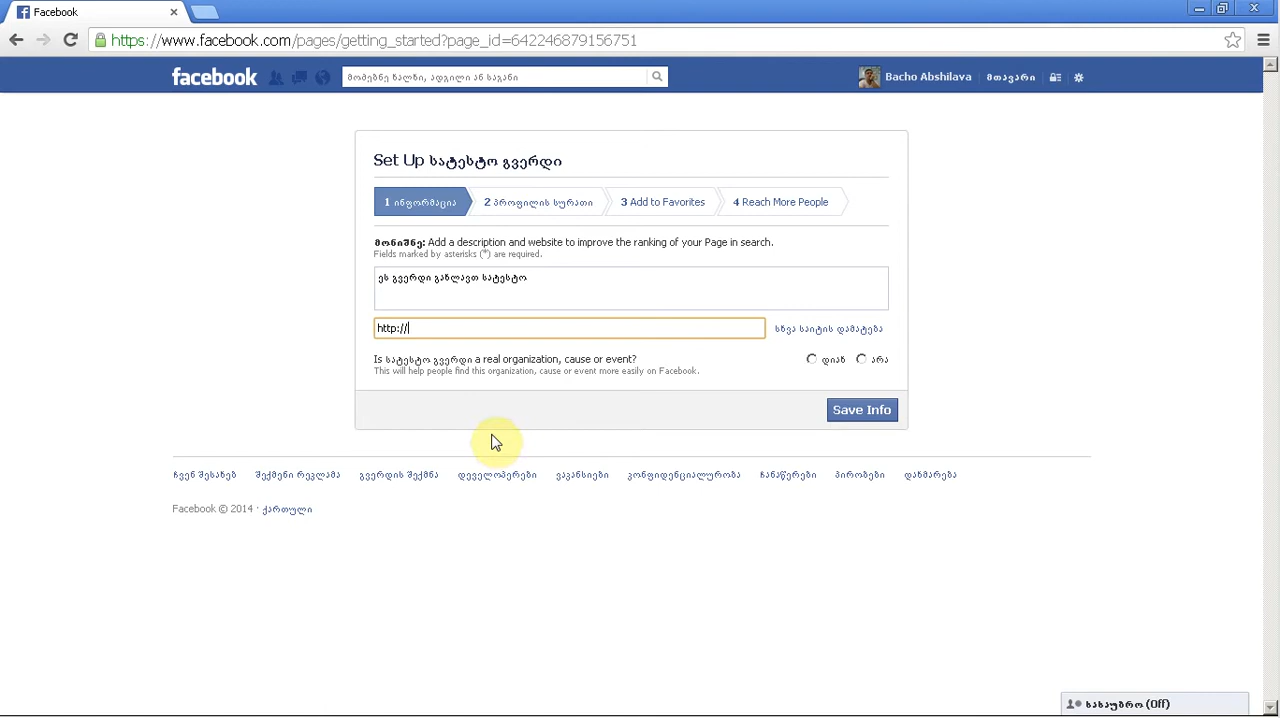 Facebook
https://www.facebook.com/pages/getting_started?page_id=642246879156751
facebook
მოძებნე ხალხი, ადგილი ან საგანი
Bacho Abshilava
მთავარი
Set Up სატესტო გვერდი
1 ინფორმაცია
2 პროფილის სურათი
3 Add to Favorites
4 Reach More People
მონიშნე: Add a description and website to improve the ranking of your Page in search.
Fields marked by asterisks (*) are required.
ეს გვერდი გახლავთ სატესტო
http://
სხვა საიტის დამატება
Is სატესტო გვერდი a real organization, cause or event?
დიახ
არა
This will help people find this organization, cause or event more easily on Facebook.
Save Info
ჩვენ შესახებ
შექმენი რეკლამა
გვერდის შექმნა
დეველოპერები
ვაკანსიები
კონფიდენციალურობა
ჩანაწერები
პირობები
დახმარება
Facebook © 2014 · ქართული
სასაუბრო (Off)